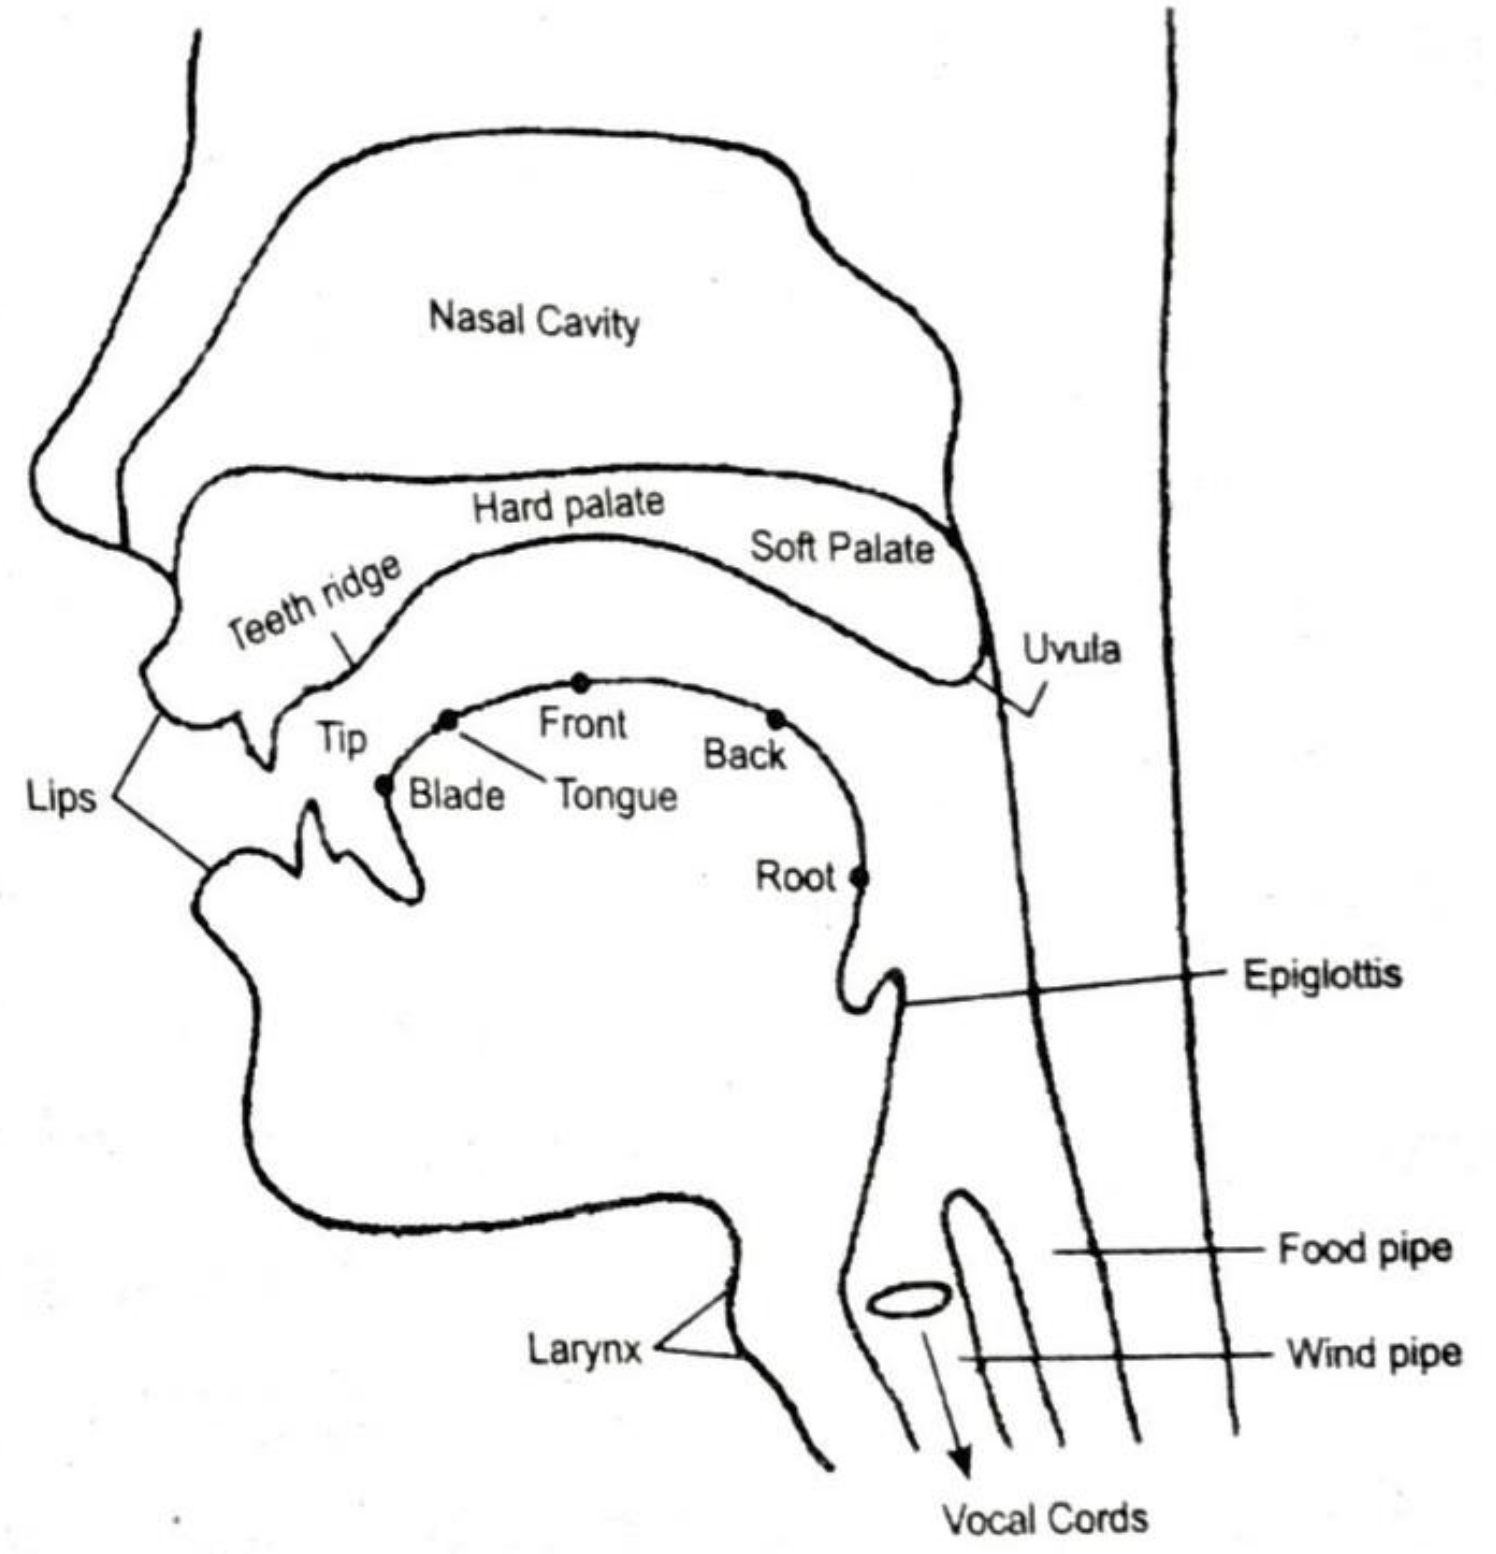 Nasal Cavity
Hard palate
Soft Palate
Teeth ridge
Uvula
Tip
Front
Back
Lips
Blade
Tongue
Root
Epiglottis
Food pipe
Larynx
Wind pipe
Vocal Cords